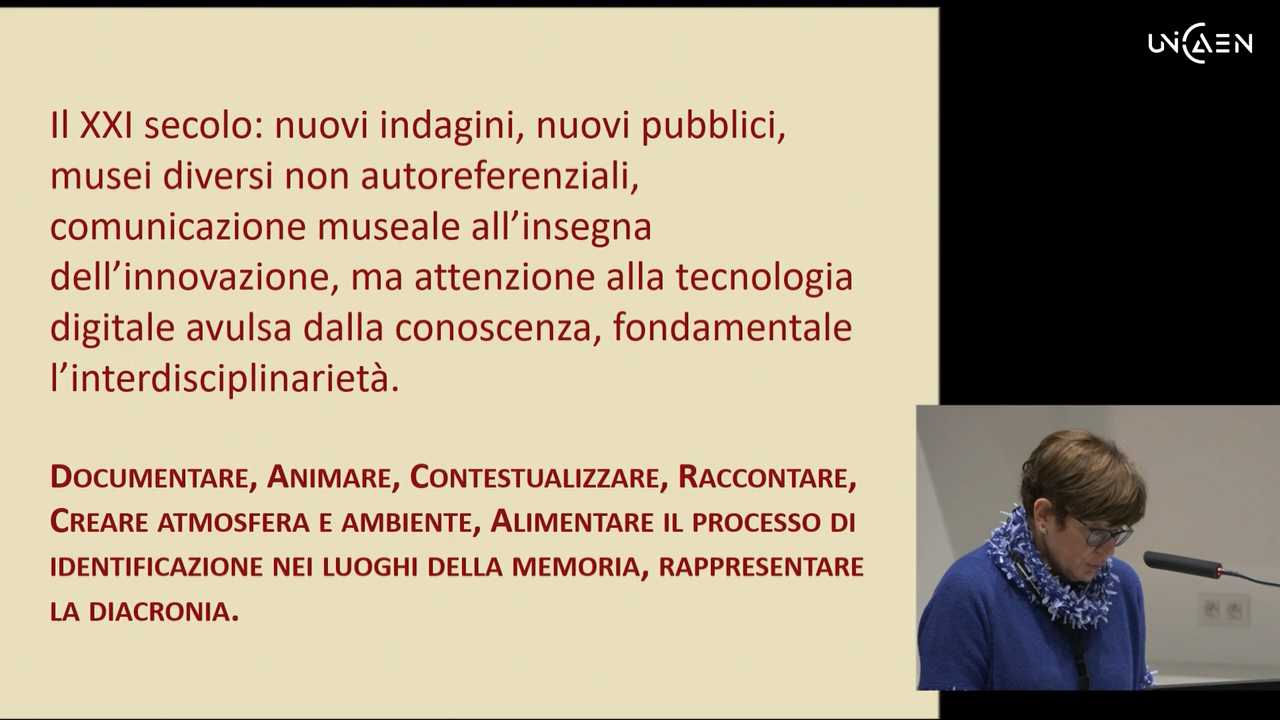 UNICAEN
Il XXI secolo: nuovi indagini, nuovi pubblici,
musei diversi non autoreferenziali,
comunicazione museale all’insegna
dell’innovazione, ma attenzione alla tecnologia
digitale avulsa dalla conoscenza, fondamentale
l’interdisciplinarietà.
DOCUMENTARE, ANIMARE, CONTESTUALIZZARE, RACCONTARE,
CREARE ATMOSFERA E AMBIENTE, ALIMENTARE IL PROCESSO DI
IDENTIFICAZIONE NEI LUOGHI DELLA MEMORIA, RAPPRESENTARE
LA DIACRONIA.